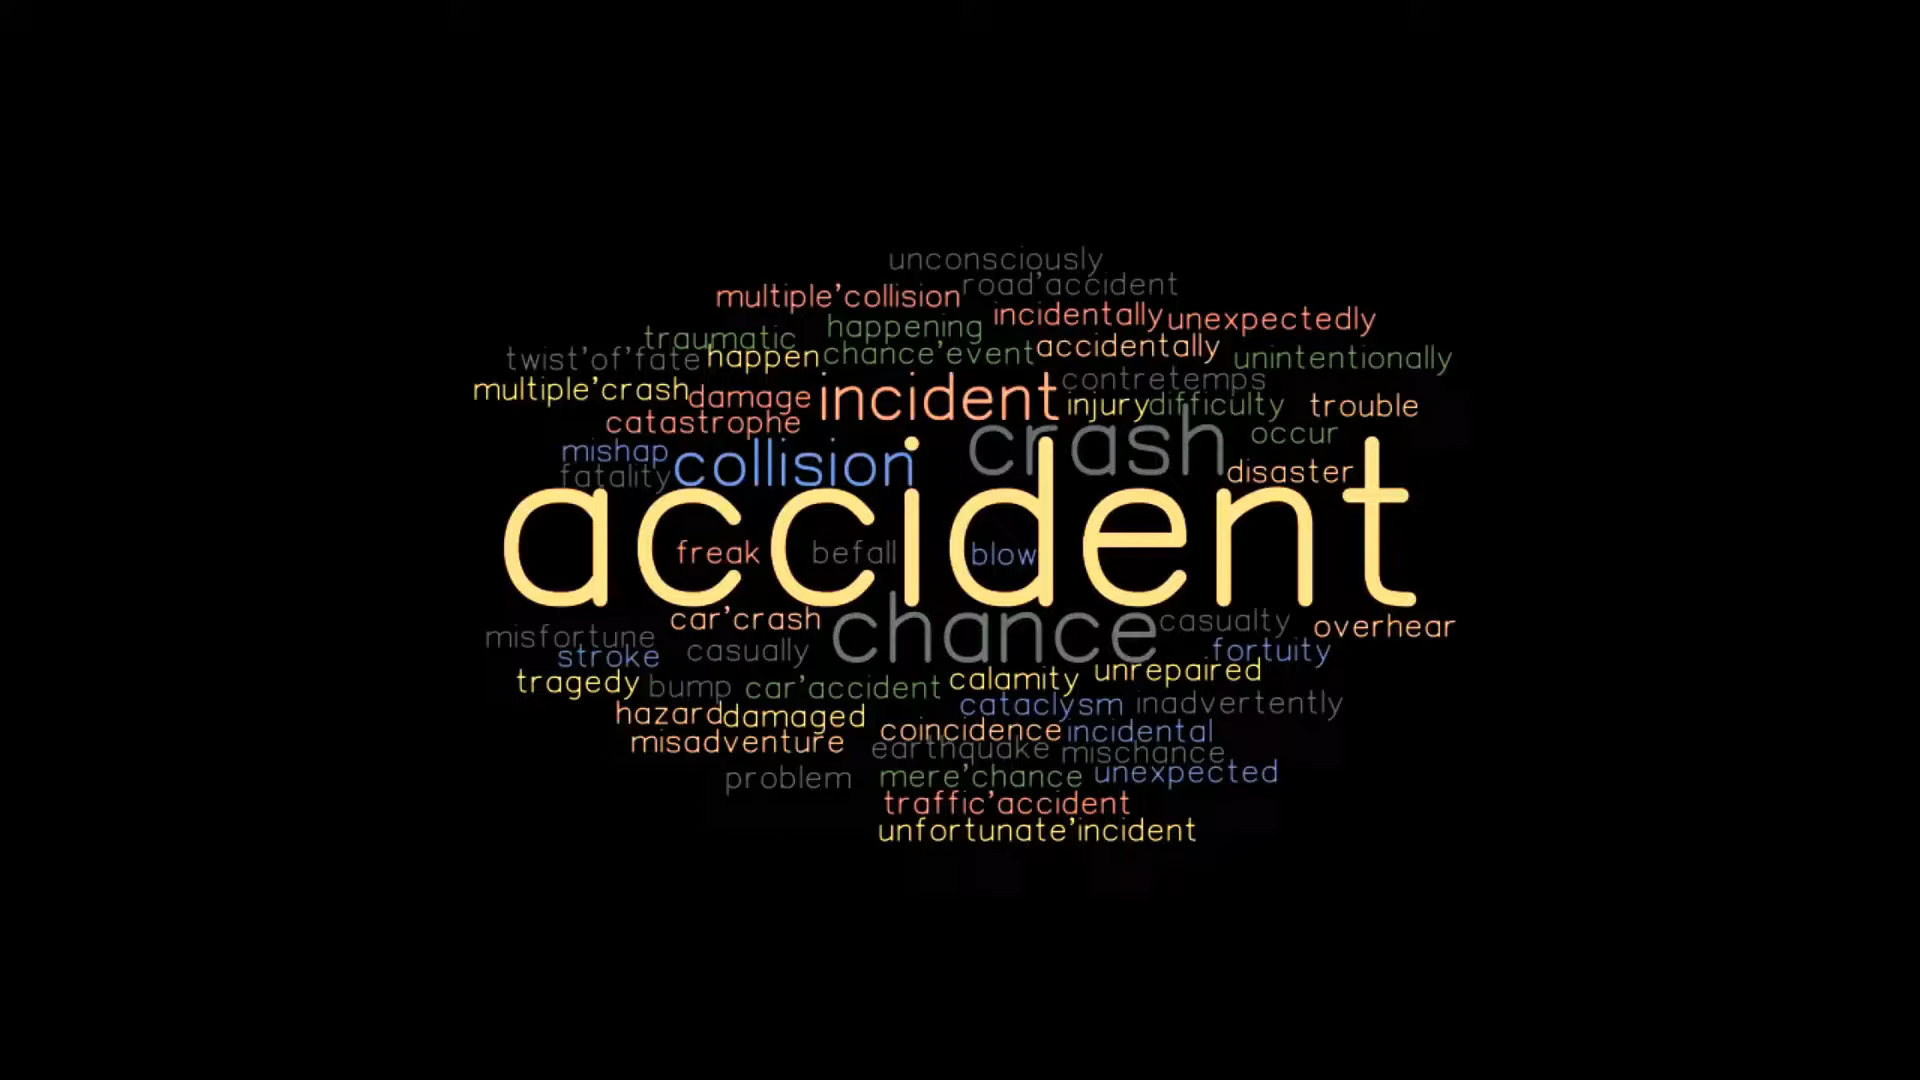 unconsciously
road'accident
multiple'collision
incidentally unexpectedly
happening
traumatic
twist'of'fate happen chance'event accidentally unintentionally
contretemps
multiple'crash damage incident injury difficulty trouble
catastrophe crash occur
mishap collision disaster
fatality
accident
freak befall blow
car'crash chance casualty overhear
misfortune casually fortuity
stroke
tragedy bump car'accident calamity unrepaired
cataclysm inadvertently
hazard damaged coincidence incidental
misadventure earthquake mischance
problem mere'chance unexpected
traffic'accident
unfortunate'incident